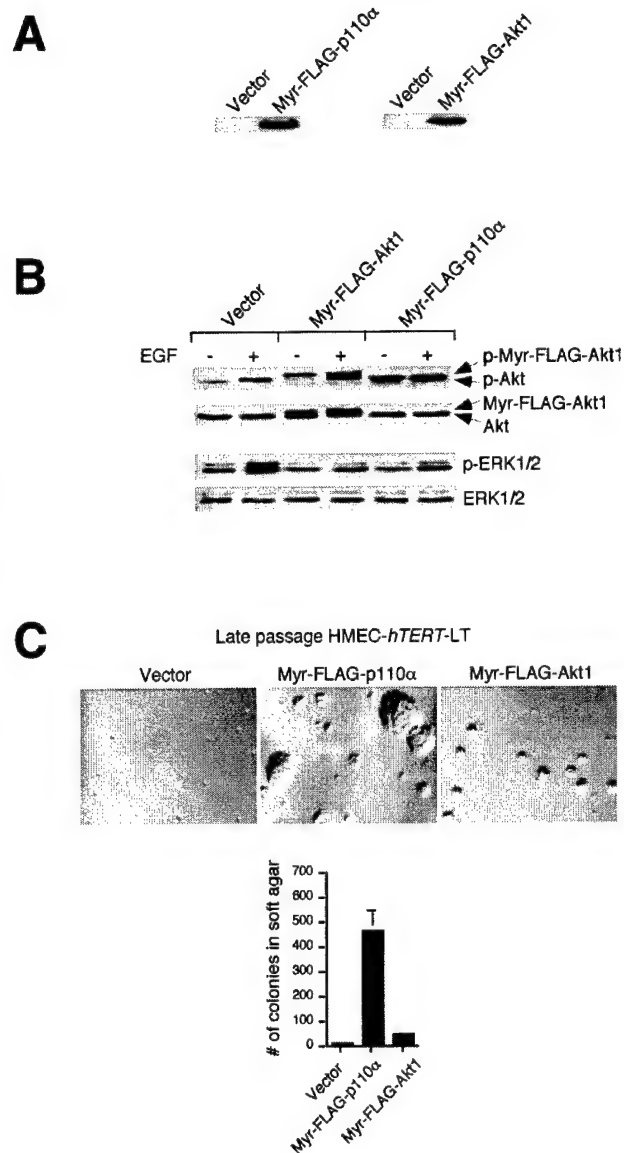 A
Vector
Myr-FLAG-p110α
Vector
Myr-FLAG-Akt1
B
Vector
Myr-FLAG-Akt1
Myr-FLAG-p110α
EGF - + - + - +
p-Myr-FLAG-Akt1
p-Akt
Myr-FLAG-Akt1
Akt
p-ERK1/2
ERK1/2
C
Late passage HMEC-hTERT-LT
Vector Myr-FLAG-p110α Myr-FLAG-Akt1
# of colonies in soft agar
700
600
500
400
300
200
100
0
Vector
Myr-FLAG-p110α
Myr-FLAG-Akt1